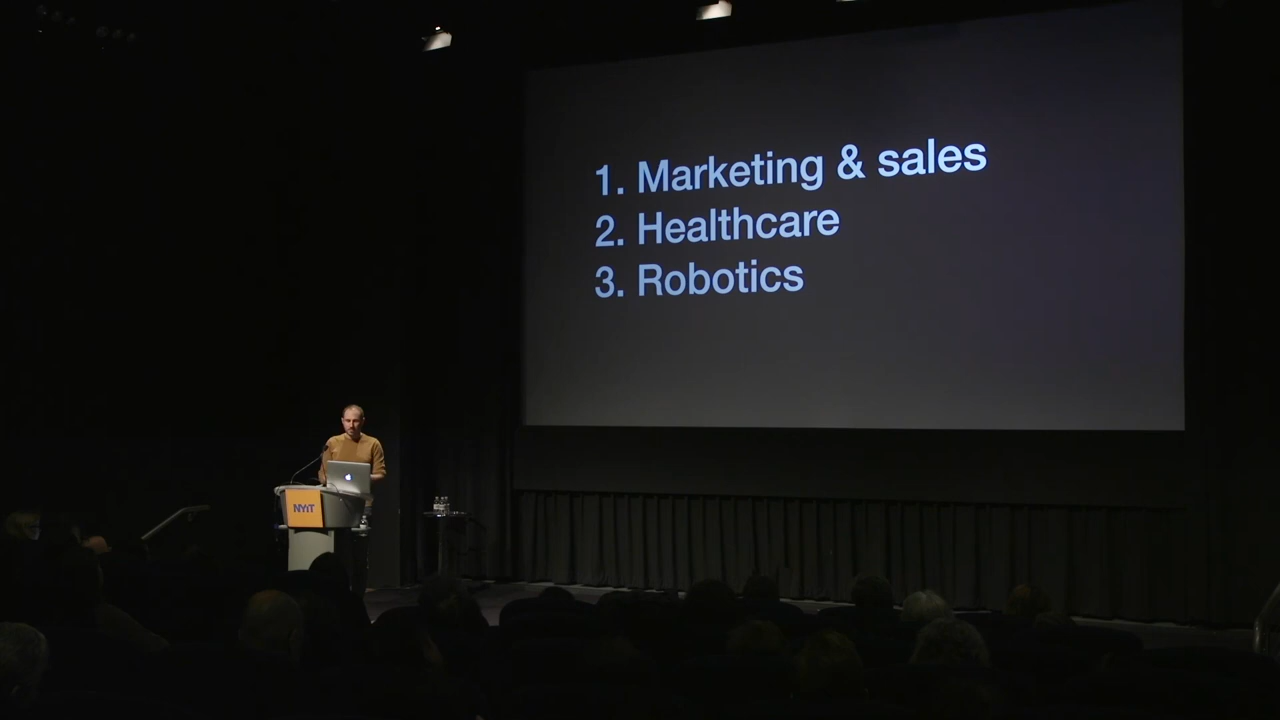 1. Marketing & sales
2. Healthcare
3. Robotics
NYIT